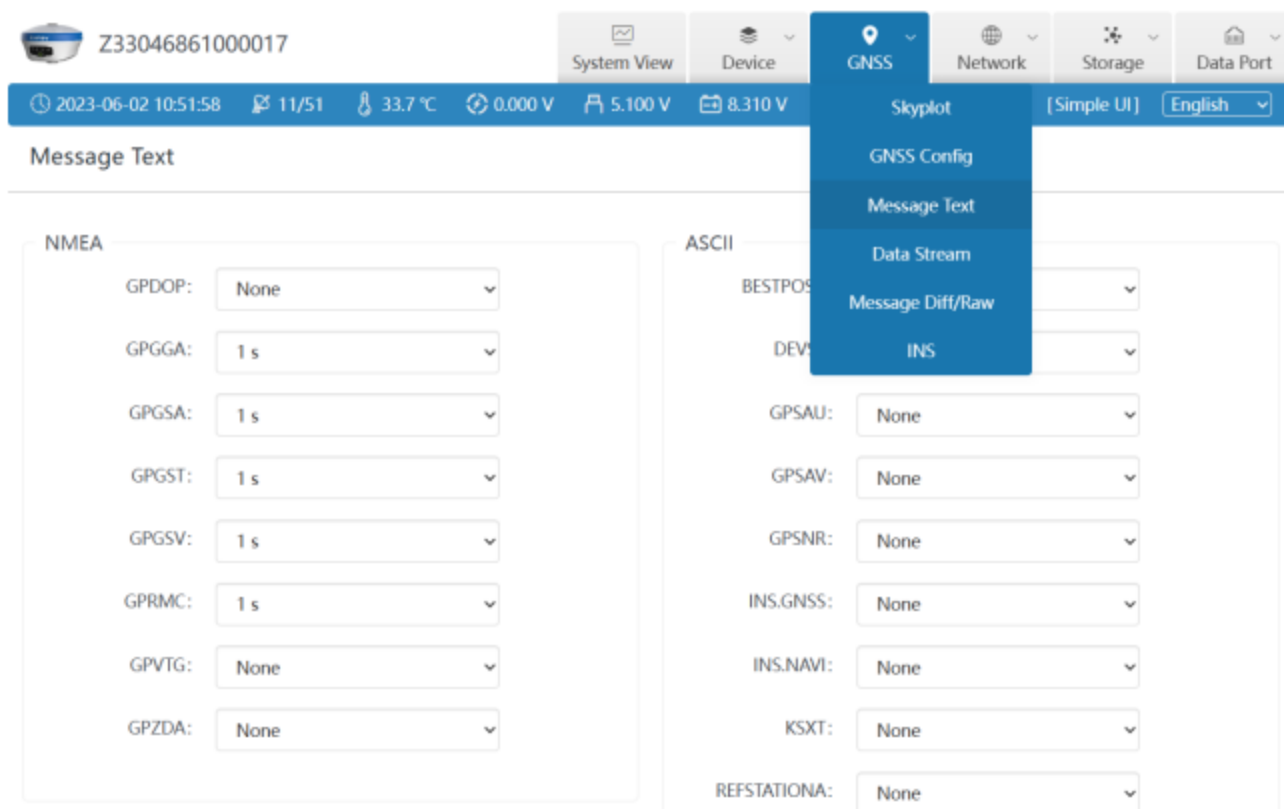 Z33046861000017
System View
Device
GNSS
Network
Storage
Data Port
2023-06-02 10:51:58 11/51 33.7 ℃ 0.000 V 5.100 V 8.310 V [Simple UI] English
Skyplot
GNSS Config
Message Text
Data Stream
Message Diff/Raw
INS
Message Text
NMEA
GPDOP: None
GPGGA: 1 s
GPGSA: 1 s
GPGST: 1 s
GPGSV: 1 s
GPRMC: 1 s
GPVTG: None
GPZDA: None
ASCII
BESTPOS
DEVS
GPSAU: None
GPSAV: None
GPSNR: None
INS.GNSS: None
INS.NAVI: None
KSXT: None
REFSTATIONA: None